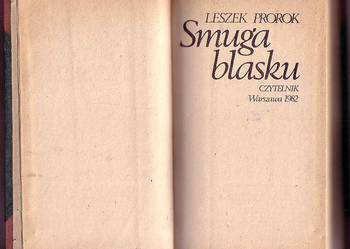 LESZEK PROROK
Smuga
blasku
CZYTELNIK
Warszawa 1982